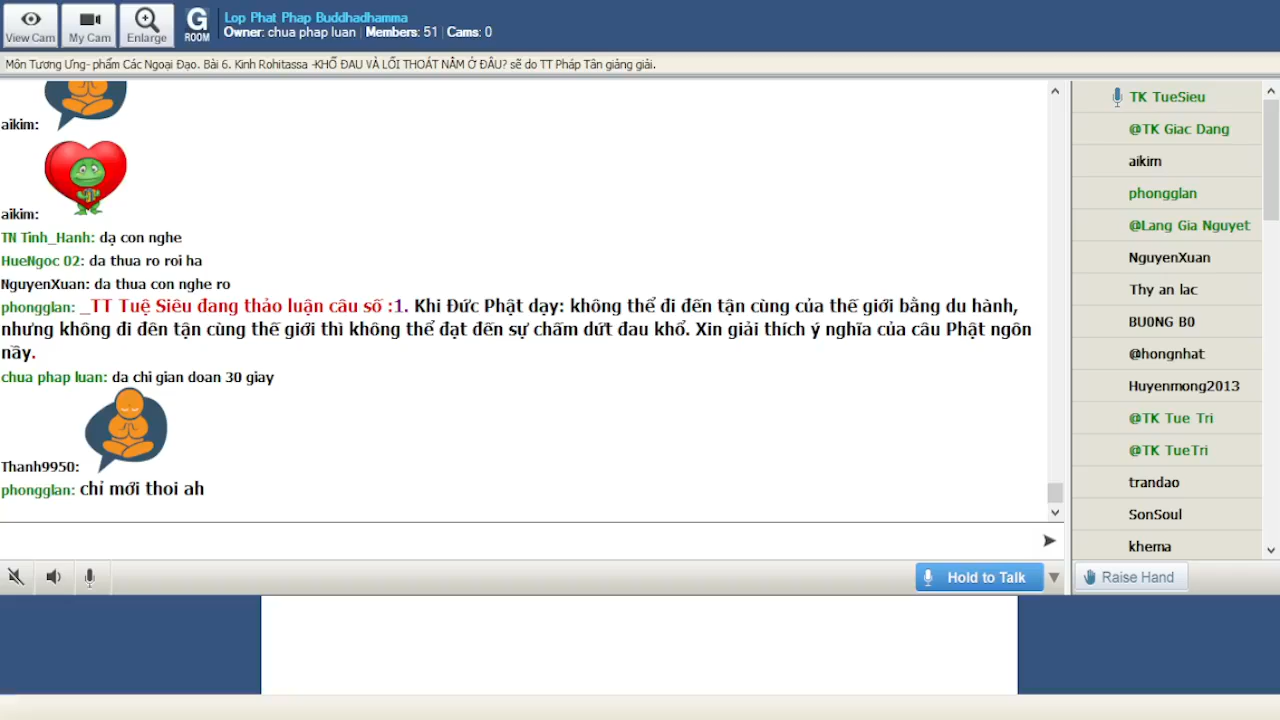 View Cam
My Cam
Enlarge
G
ROOM
Lop Phat Phap Buddhadhamma
Owner: chua phap luan | Members: 51 | Cams: 0
Môn Tương Ưng- phẩm Các Ngoại Đạo. Bài 6. Kinh Rohitassa -KHỔ ĐAU VÀ LỐI THOÁT NẰM Ở ĐÂU? sẽ do TT Pháp Tân giảng giải.
aikim:
aikim:
TN Tinh_Hanh: dạ con nghe
HueNgoc 02: da thua ro roi ha
NguyenXuan: da thua con nghe ro
phongglan: _TT Tuệ Siêu đang thảo luận câu số :1. Khi Đức Phật dạy: không thể đi đến tận cùng của thế giới bằng du hành,
nhưng không đi đên tận cùng thế giới thì không thể đạt đến sự chấm dứt đau khổ. Xin giải thích ý nghĩa của câu Phật ngôn
nầy.
chua phap luan: da chi gian doan 30 giay
Thanh9950:
phongglan: chỉ mới thoi ah
Hold to Talk
TK TueSieu
@TK Giac Dang
aikim
phongglan
@Lang Gia Nguyet
NguyenXuan
Thy an lac
BU0NG B0
@hongnhat
Huyenmong2013
@TK Tue Tri
@TK TueTri
trandao
SonSoul
khema
Raise Hand